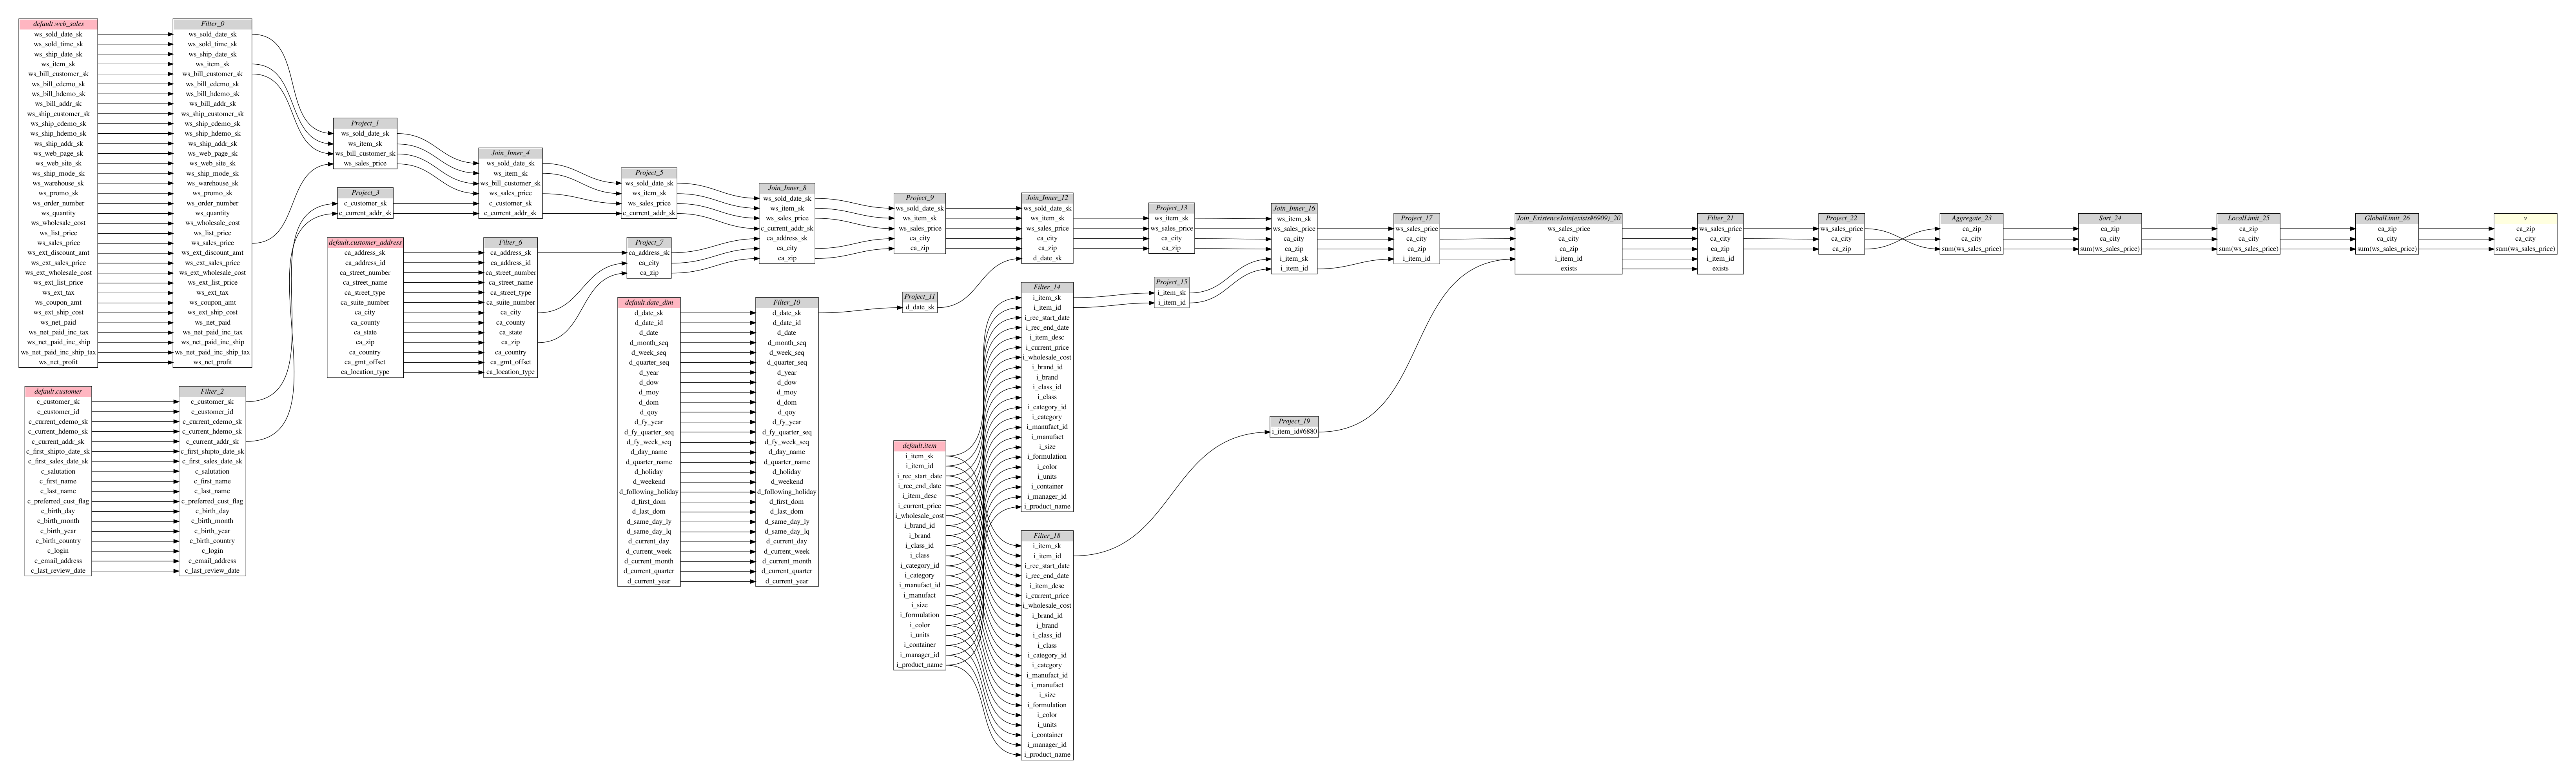 default.web_sales
ws_sold_date_sk
ws_sold_time_sk
ws_ship_date_sk
ws_item_sk
ws_bill_customer_sk
ws_bill_cdemo_sk
ws_bill_hdemo_sk
ws_bill_addr_sk
ws_ship_customer_sk
ws_ship_cdemo_sk
ws_ship_hdemo_sk
ws_ship_addr_sk
ws_web_page_sk
ws_web_site_sk
ws_ship_mode_sk
ws_warehouse_sk
ws_promo_sk
ws_order_number
ws_quantity
ws_wholesale_cost
ws_list_price
ws_sales_price
ws_ext_discount_amt
ws_ext_sales_price
ws_ext_wholesale_cost
ws_ext_list_price
ws_ext_tax
ws_coupon_amt
ws_ext_ship_cost
ws_net_paid
ws_net_paid_inc_tax
ws_net_paid_inc_ship
ws_net_paid_inc_ship_tax
ws_net_profit
Filter_0
ws_sold_date_sk
ws_sold_time_sk
ws_ship_date_sk
ws_item_sk
ws_bill_customer_sk
ws_bill_cdemo_sk
ws_bill_hdemo_sk
ws_bill_addr_sk
ws_ship_customer_sk
ws_ship_cdemo_sk
ws_ship_hdemo_sk
ws_ship_addr_sk
ws_web_page_sk
ws_web_site_sk
ws_ship_mode_sk
ws_warehouse_sk
ws_promo_sk
ws_order_number
ws_quantity
ws_wholesale_cost
ws_list_price
ws_sales_price
ws_ext_discount_amt
ws_ext_sales_price
ws_ext_wholesale_cost
ws_ext_list_price
ws_ext_tax
ws_coupon_amt
ws_ext_ship_cost
ws_net_paid
ws_net_paid_inc_tax
ws_net_paid_inc_ship
ws_net_paid_inc_ship_tax
ws_net_profit
default.customer
c_customer_sk
c_customer_id
c_current_cdemo_sk
c_current_hdemo_sk
c_current_addr_sk
c_first_shipto_date_sk
c_first_sales_date_sk
c_salutation
c_first_name
c_last_name
c_preferred_cust_flag
c_birth_day
c_birth_month
c_birth_year
c_birth_country
c_login
c_email_address
c_last_review_date
Filter_2
c_customer_sk
c_customer_id
c_current_cdemo_sk
c_current_hdemo_sk
c_current_addr_sk
c_first_shipto_date_sk
c_first_sales_date_sk
c_salutation
c_first_name
c_last_name
c_preferred_cust_flag
c_birth_day
c_birth_month
c_birth_year
c_birth_country
c_login
c_email_address
c_last_review_date
Project_1
ws_sold_date_sk
ws_item_sk
ws_bill_customer_sk
ws_sales_price
Project_3
c_customer_sk
c_current_addr_sk
default.customer_address
ca_address_sk
ca_address_id
ca_street_number
ca_street_name
ca_street_type
ca_suite_number
ca_city
ca_county
ca_state
ca_zip
ca_country
ca_gmt_offset
ca_location_type
Join_Inner_4
ws_sold_date_sk
ws_item_sk
ws_bill_customer_sk
ws_sales_price
c_customer_sk
c_current_addr_sk
Filter_6
ca_address_sk
ca_address_id
ca_street_number
ca_street_name
ca_street_type
ca_suite_number
ca_city
ca_county
ca_state
ca_zip
ca_country
ca_gmt_offset
ca_location_type
Project_5
ws_sold_date_sk
ws_item_sk
ws_sales_price
c_current_addr_sk
Project_7
ca_address_sk
ca_city
ca_zip
default.date_dim
d_date_sk
d_date_id
d_date
d_month_seq
d_week_seq
d_quarter_seq
d_year
d_dow
d_moy
d_dom
d_qoy
d_fy_year
d_fy_quarter_seq
d_fy_week_seq
d_day_name
d_quarter_name
d_holiday
d_weekend
d_following_holiday
d_first_dom
d_last_dom
d_same_day_ly
d_same_day_lq
d_current_day
d_current_week
d_current_month
d_current_quarter
d_current_year
Join_Inner_8
ws_sold_date_sk
ws_item_sk
ws_sales_price
c_current_addr_sk
ca_address_sk
ca_city
ca_zip
Filter_10
d_date_sk
d_date_id
d_date
d_month_seq
d_week_seq
d_quarter_seq
d_year
d_dow
d_moy
d_dom
d_qoy
d_fy_year
d_fy_quarter_seq
d_fy_week_seq
d_day_name
d_quarter_name
d_holiday
d_weekend
d_following_holiday
d_first_dom
d_last_dom
d_same_day_ly
d_same_day_lq
d_current_day
d_current_week
d_current_month
d_current_quarter
d_current_year
Project_9
ws_sold_date_sk
ws_item_sk
ws_sales_price
ca_city
ca_zip
Project_11
d_date_sk
default.item
i_item_sk
i_item_id
i_rec_start_date
i_rec_end_date
i_item_desc
i_current_price
i_wholesale_cost
i_brand_id
i_brand
i_class_id
i_class
i_category_id
i_category
i_manufact_id
i_manufact
i_size
i_formulation
i_color
i_units
i_container
i_manager_id
i_product_name
Join_Inner_12
ws_sold_date_sk
ws_item_sk
ws_sales_price
ca_city
ca_zip
d_date_sk
Filter_14
i_item_sk
i_item_id
i_rec_start_date
i_rec_end_date
i_item_desc
i_current_price
i_wholesale_cost
i_brand_id
i_brand
i_class_id
i_class
i_category_id
i_category
i_manufact_id
i_manufact
i_size
i_formulation
i_color
i_units
i_container
i_manager_id
i_product_name
Filter_18
i_item_sk
i_item_id
i_rec_start_date
i_rec_end_date
i_item_desc
i_current_price
i_wholesale_cost
i_brand_id
i_brand
i_class_id
i_class
i_category_id
i_category
i_manufact_id
i_manufact
i_size
i_formulation
i_color
i_units
i_container
i_manager_id
i_product_name
Project_13
ws_item_sk
ws_sales_price
ca_city
ca_zip
Project_15
i_item_sk
i_item_id
Join_Inner_16
ws_item_sk
ws_sales_price
ca_city
ca_zip
i_item_sk
i_item_id
Project_19
i_item_id#6880
Project_17
ws_sales_price
ca_city
ca_zip
i_item_id
Join_ExistenceJoin(exists#6909)_20
ws_sales_price
ca_city
ca_zip
i_item_id
exists
Filter_21
ws_sales_price
ca_city
ca_zip
i_item_id
exists
Project_22
ws_sales_price
ca_city
ca_zip
Aggregate_23
ca_zip
ca_city
sum(ws_sales_price)
Sort_24
ca_zip
ca_city
sum(ws_sales_price)
LocalLimit_25
ca_zip
ca_city
sum(ws_sales_price)
GlobalLimit_26
ca_zip
ca_city
sum(ws_sales_price)
v
ca_zip
ca_city
sum(ws_sales_price)